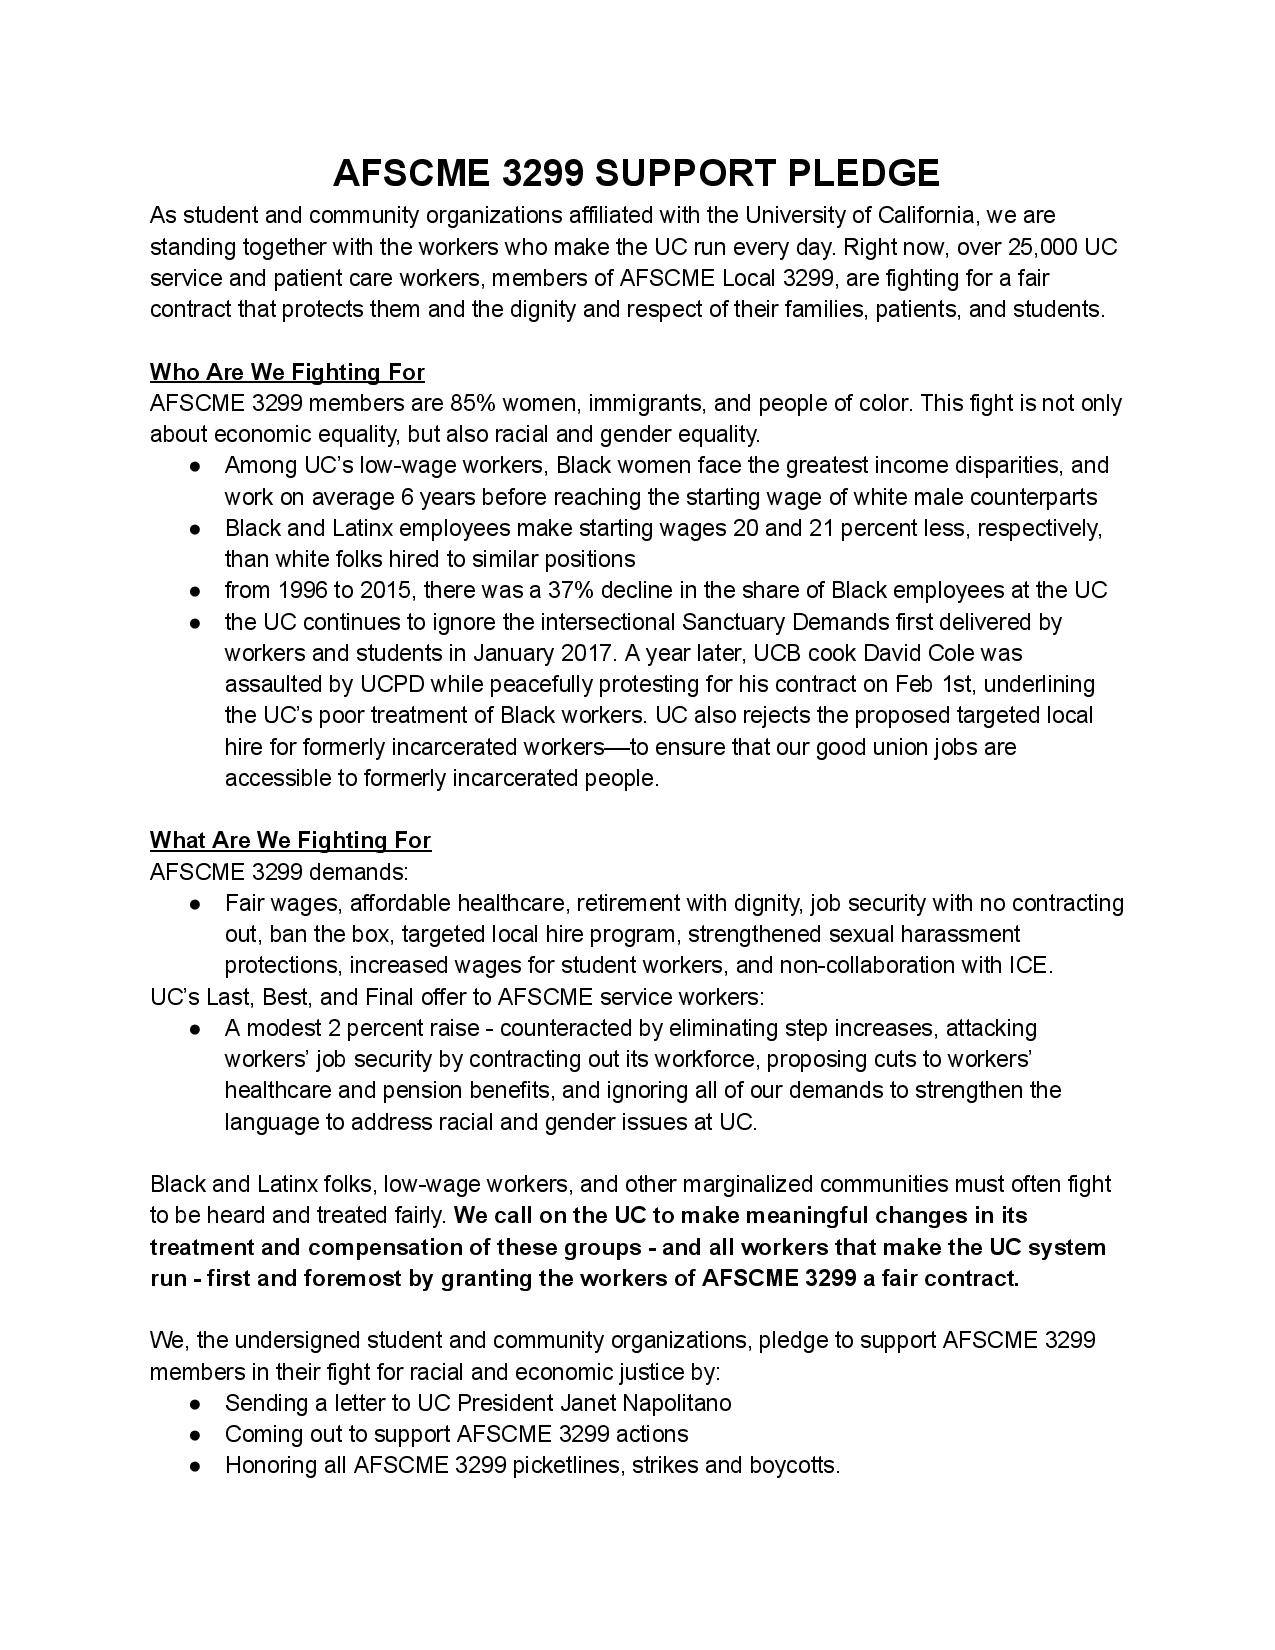 AFSCME 3299 SUPPORT PLEDGE
As student and community organizations affiliated with the University of California, we are
standing together with the workers who make the UC run every day. Right now, over 25,000 UC
service and patient care workers, members of AFSCME Local 3299, are fighting for a fair
contract that protects them and the dignity and respect of their families, patients, and students.
Who Are We Fighting For
AFSCME 3299 members are 85% women, immigrants, and people of color. This fight is not only
about economic equality, but also racial and gender equality.
● Among UC’s low-wage workers, Black women face the greatest income disparities, and
work on average 6 years before reaching the starting wage of white male counterparts
● Black and Latinx employees make starting wages 20 and 21 percent less, respectively,
than white folks hired to similar positions
● from 1996 to 2015, there was a 37% decline in the share of Black employees at the UC
● the UC continues to ignore the intersectional Sanctuary Demands first delivered by
workers and students in January 2017. A year later, UCB cook David Cole was
assaulted by UCPD while peacefully protesting for his contract on Feb 1st, underlining
the UC’s poor treatment of Black workers. UC also rejects the proposed targeted local
hire for formerly incarcerated workers—to ensure that our good union jobs are
accessible to formerly incarcerated people.
What Are We Fighting For
AFSCME 3299 demands:
● Fair wages, affordable healthcare, retirement with dignity, job security with no contracting
out, ban the box, targeted local hire program, strengthened sexual harassment
protections, increased wages for student workers, and non-collaboration with ICE.
UC’s Last, Best, and Final offer to AFSCME service workers:
● A modest 2 percent raise - counteracted by eliminating step increases, attacking
workers’ job security by contracting out its workforce, proposing cuts to workers’
healthcare and pension benefits, and ignoring all of our demands to strengthen the
language to address racial and gender issues at UC.
Black and Latinx folks, low-wage workers, and other marginalized communities must often fight
to be heard and treated fairly. We call on the UC to make meaningful changes in its
treatment and compensation of these groups - and all workers that make the UC system
run - first and foremost by granting the workers of AFSCME 3299 a fair contract.
We, the undersigned student and community organizations, pledge to support AFSCME 3299
members in their fight for racial and economic justice by:
● Sending a letter to UC President Janet Napolitano
● Coming out to support AFSCME 3299 actions
● Honoring all AFSCME 3299 picketlines, strikes and boycotts.